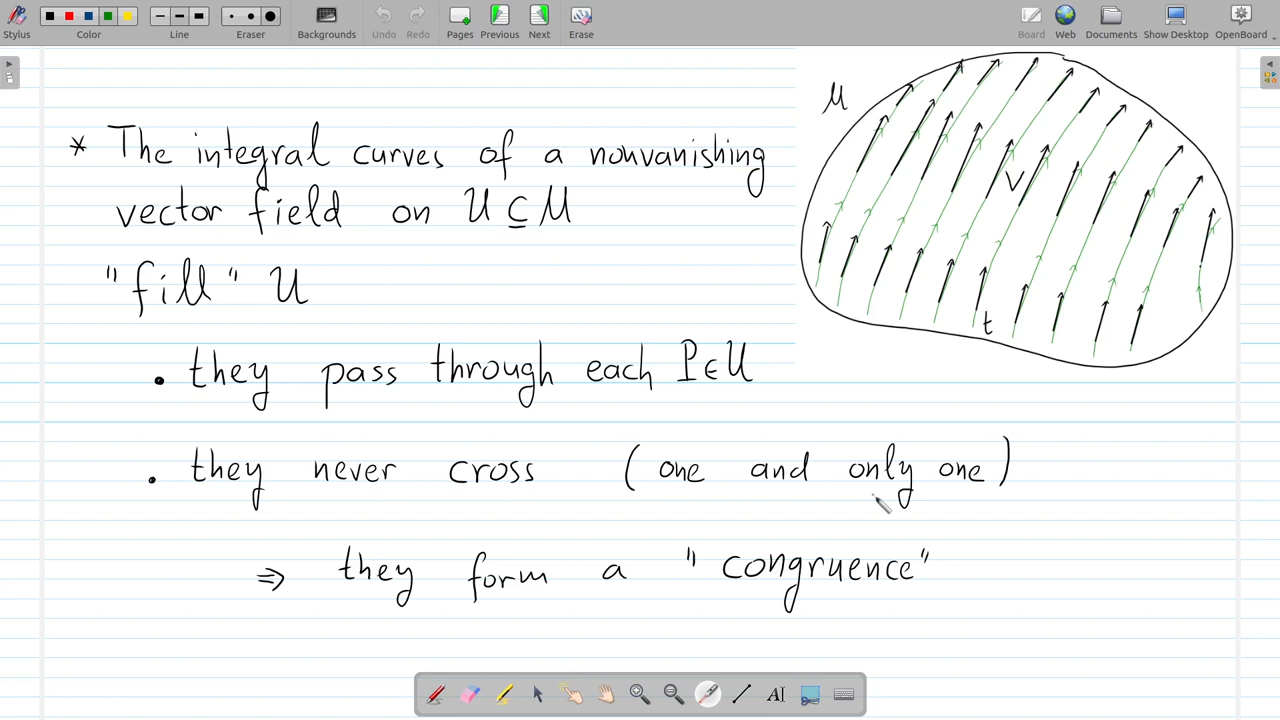 Stylus Color Line Eraser Backgrounds Undo Redo Pages Previous Next Erase Board Web Documents Show Desktop OpenBoard
* The integral curves of a nonvanishing
vector field on U ⊆ M
"fill" U
• they pass through each P ∈ U
• they never cross (one and only one)
⇒ they form a "congruence"
M
V
t